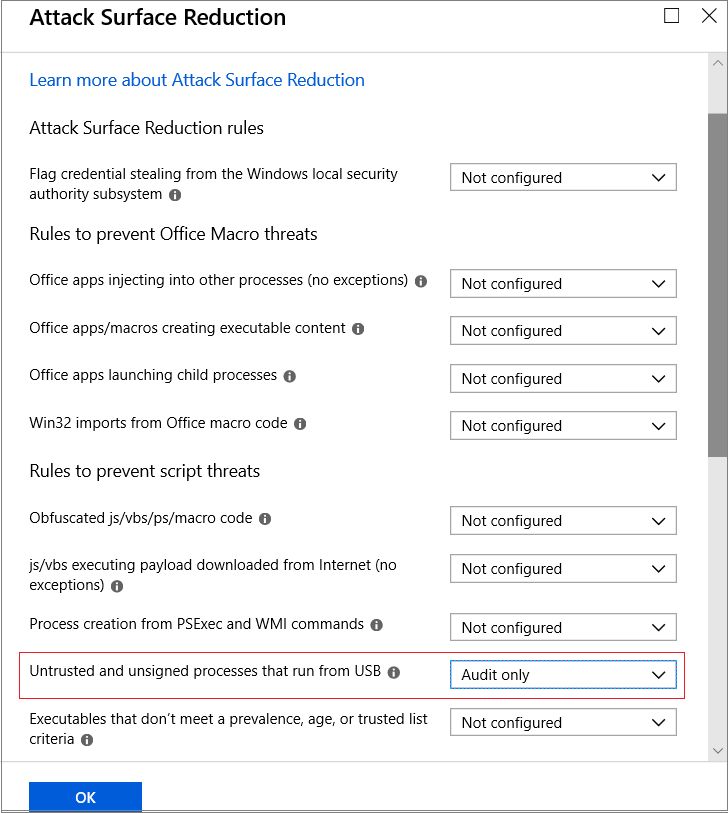 Attack Surface Reduction
Learn more about Attack Surface Reduction
Attack Surface Reduction rules
Flag credential stealing from the Windows local security
authority subsystem
Not configured
Rules to prevent Office Macro threats
Office apps injecting into other processes (no exceptions)
Not configured
Office apps/macros creating executable content
Not configured
Office apps launching child processes
Not configured
Win32 imports from Office macro code
Not configured
Rules to prevent script threats
Obfuscated js/vbs/ps/macro code
Not configured
js/vbs executing payload downloaded from Internet (no
exceptions)
Not configured
Process creation from PSExec and WMI commands
Not configured
Untrusted and unsigned processes that run from USB
Audit only
Executables that don't meet a prevalence, age, or trusted list
criteria
Not configured
OK